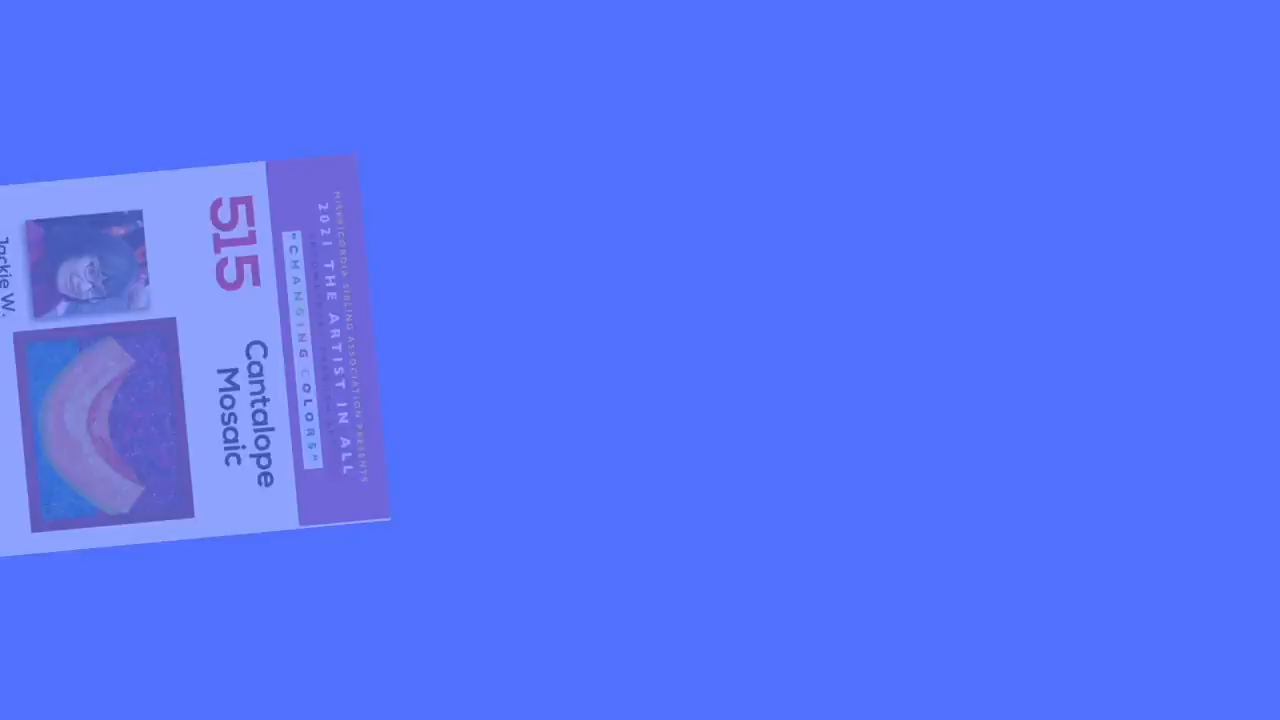 MISERICORDIA SIBLING ASSOCIATION PRESENTS
2021 THE ARTIST IN ALL
"CHANGING COLORS"
515
Cantalope
Mosaic
Jackie W.